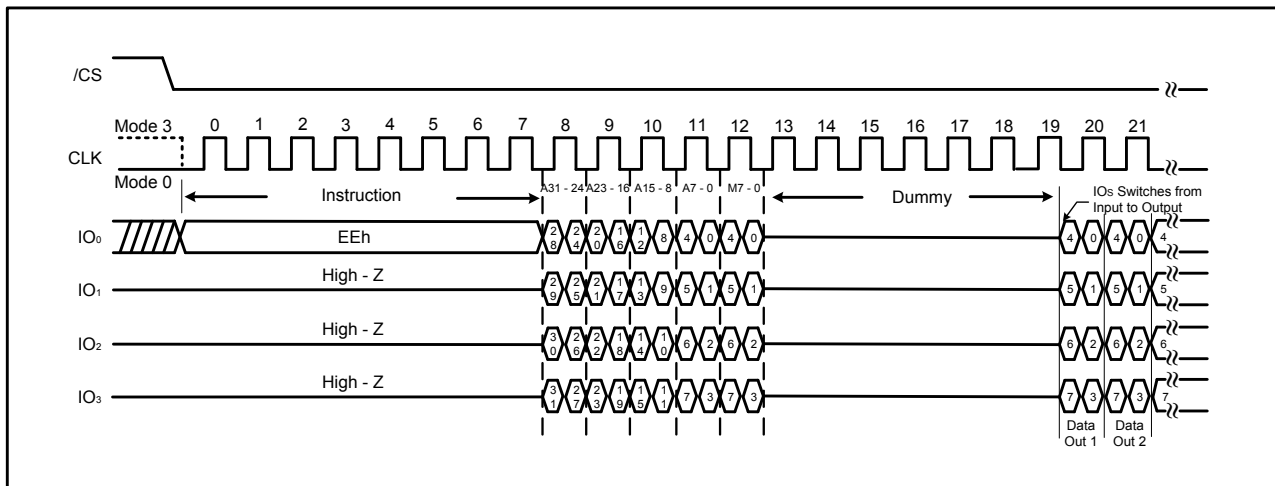 /CS
Mode 3
0 1 2 3 4 5 6 7 8 9 10 11 12 13 14 15 16 17 18 19 20 21
CLK
Mode 0
Instruction
A31 - 24 A23 - 16 A15 - 8 A7 - 0 M7 - 0
Dummy
IOs Switches from
Input to Output
IO0 EEh 28 24 20 16 12 8 4 0 4 0 4 0 4 0 4
High - Z
IO1 29 25 21 17 13 9 5 1 5 1 5 1 5 1 5
High - Z
IO2 30 26 22 18 14 10 6 2 6 2 6 2 6 2 6
High - Z
IO3 31 27 23 19 15 11 7 3 7 3 7 3 7 3 7
Data Data
Out 1 Out 2